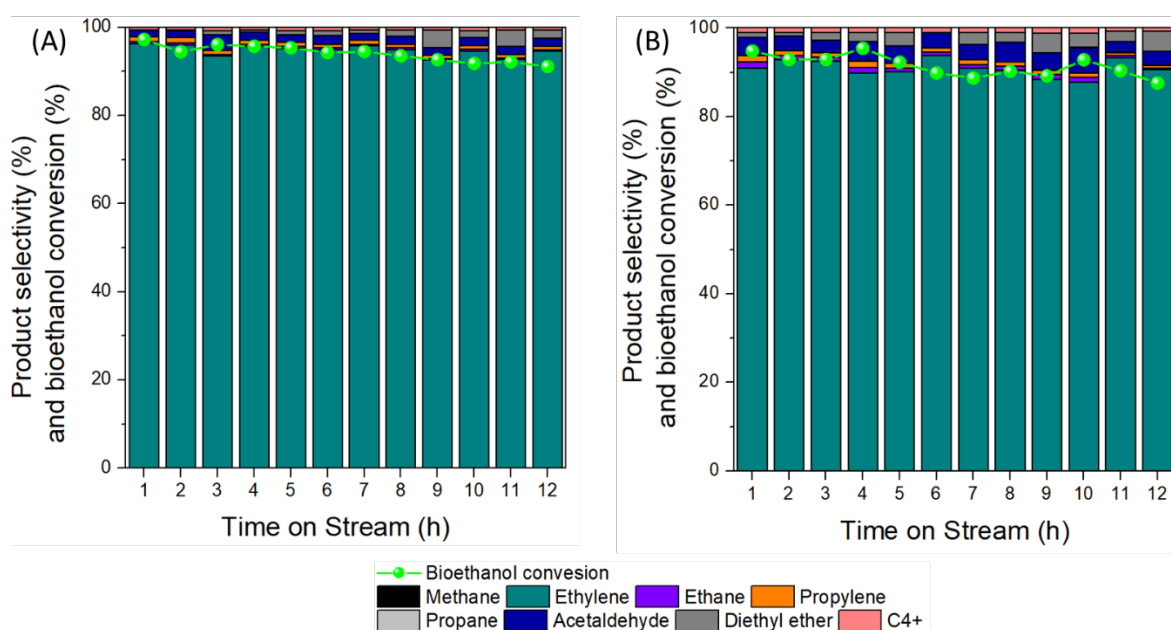 (A)
Product selectivity (%)
and bioethanol conversion (%)
100
80
60
40
20
0
1 2 3 4 5 6 7 8 9 10 11 12
Time on Stream (h)
(B)
Product selectivity (%)
and bioethanol conversion (%)
100
80
60
40
20
0
1 2 3 4 5 6 7 8 9 10 11 12
Time on Stream (h)
Bioethanol convesion
Methane Ethylene Ethane Propylene
Propane Acetaldehyde Diethyl ether C4+